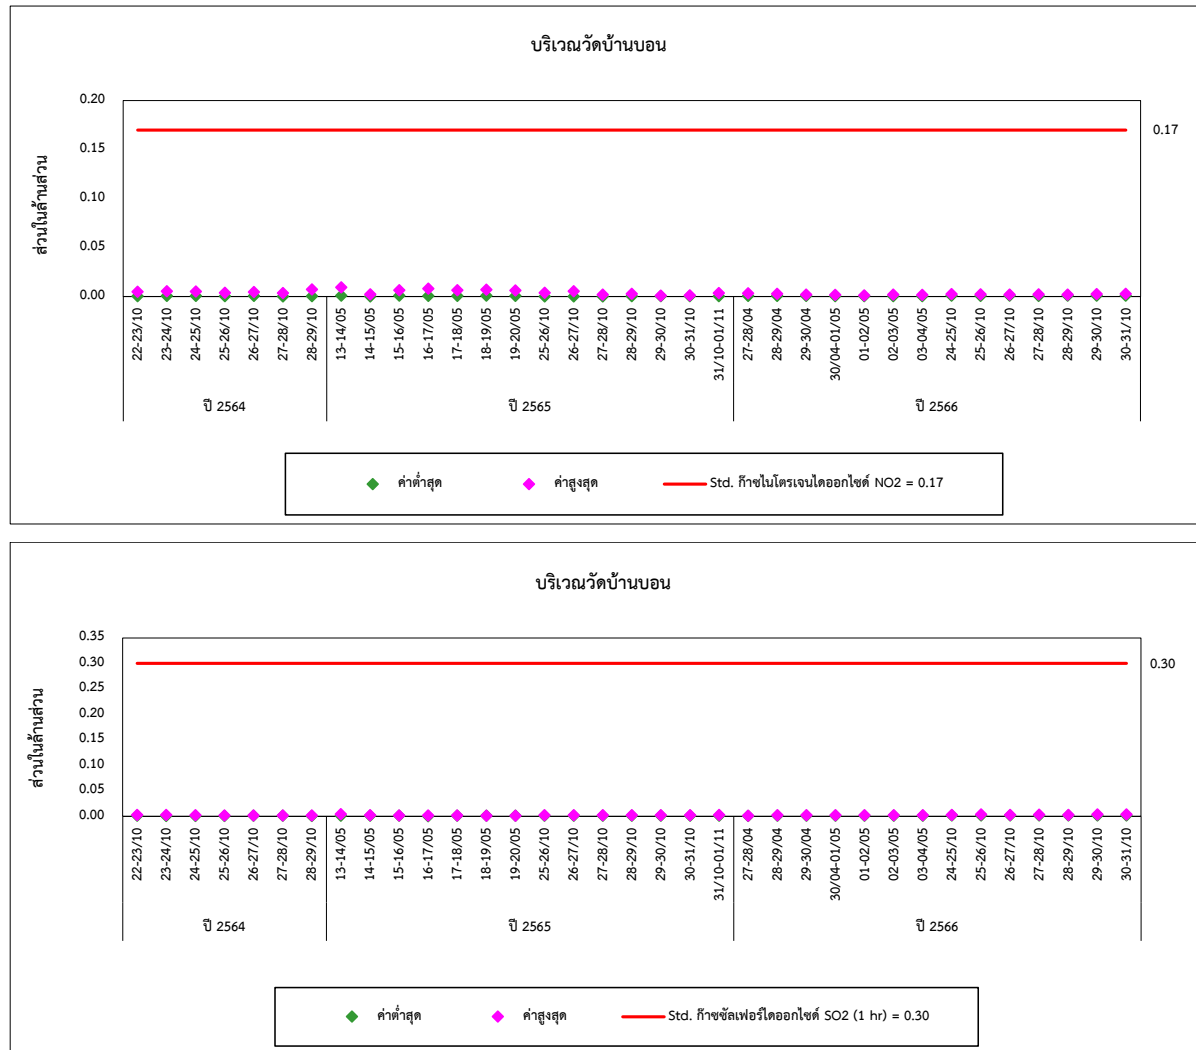 บริเวณวัดบ้านบอน
ส่วนในล้านส่วน
0.20
0.15
0.10
0.05
0.00
0.17
22-23/10 23-24/10 24-25/10 25-26/10 26-27/10 27-28/10 28-29/10 13-14/05 14-15/05 15-16/05 16-17/05 17-18/05 18-19/05 19-20/05 25-26/10 26-27/10 27-28/10 28-29/10 29-30/10 30-31/10 31/10-01/11 27-28/04 28-29/04 29-30/04 30/04-01/05 01-02/05 02-03/05 03-04/05 24-25/10 25-26/10 26-27/10 27-28/10 28-29/10 29-30/10 30-31/10
ปี 2564 ปี 2565 ปี 2566
ค่าต่ำสุด ค่าสูงสุด Std. ก๊าซไนโตรเจนไดออกไซด์ NO2 = 0.17
บริเวณวัดบ้านบอน
ส่วนในล้านส่วน
0.35
0.30
0.25
0.20
0.15
0.10
0.05
0.00
0.30
22-23/10 23-24/10 24-25/10 25-26/10 26-27/10 27-28/10 28-29/10 13-14/05 14-15/05 15-16/05 16-17/05 17-18/05 18-19/05 19-20/05 25-26/10 26-27/10 27-28/10 28-29/10 29-30/10 30-31/10 31/10-01/11 27-28/04 28-29/04 29-30/04 30/04-01/05 01-02/05 02-03/05 03-04/05 24-25/10 25-26/10 26-27/10 27-28/10 28-29/10 29-30/10 30-31/10
ปี 2564 ปี 2565 ปี 2566
ค่าต่ำสุด ค่าสูงสุด Std. ก๊าซซัลเฟอร์ไดออกไซด์ SO2 (1 hr) = 0.30